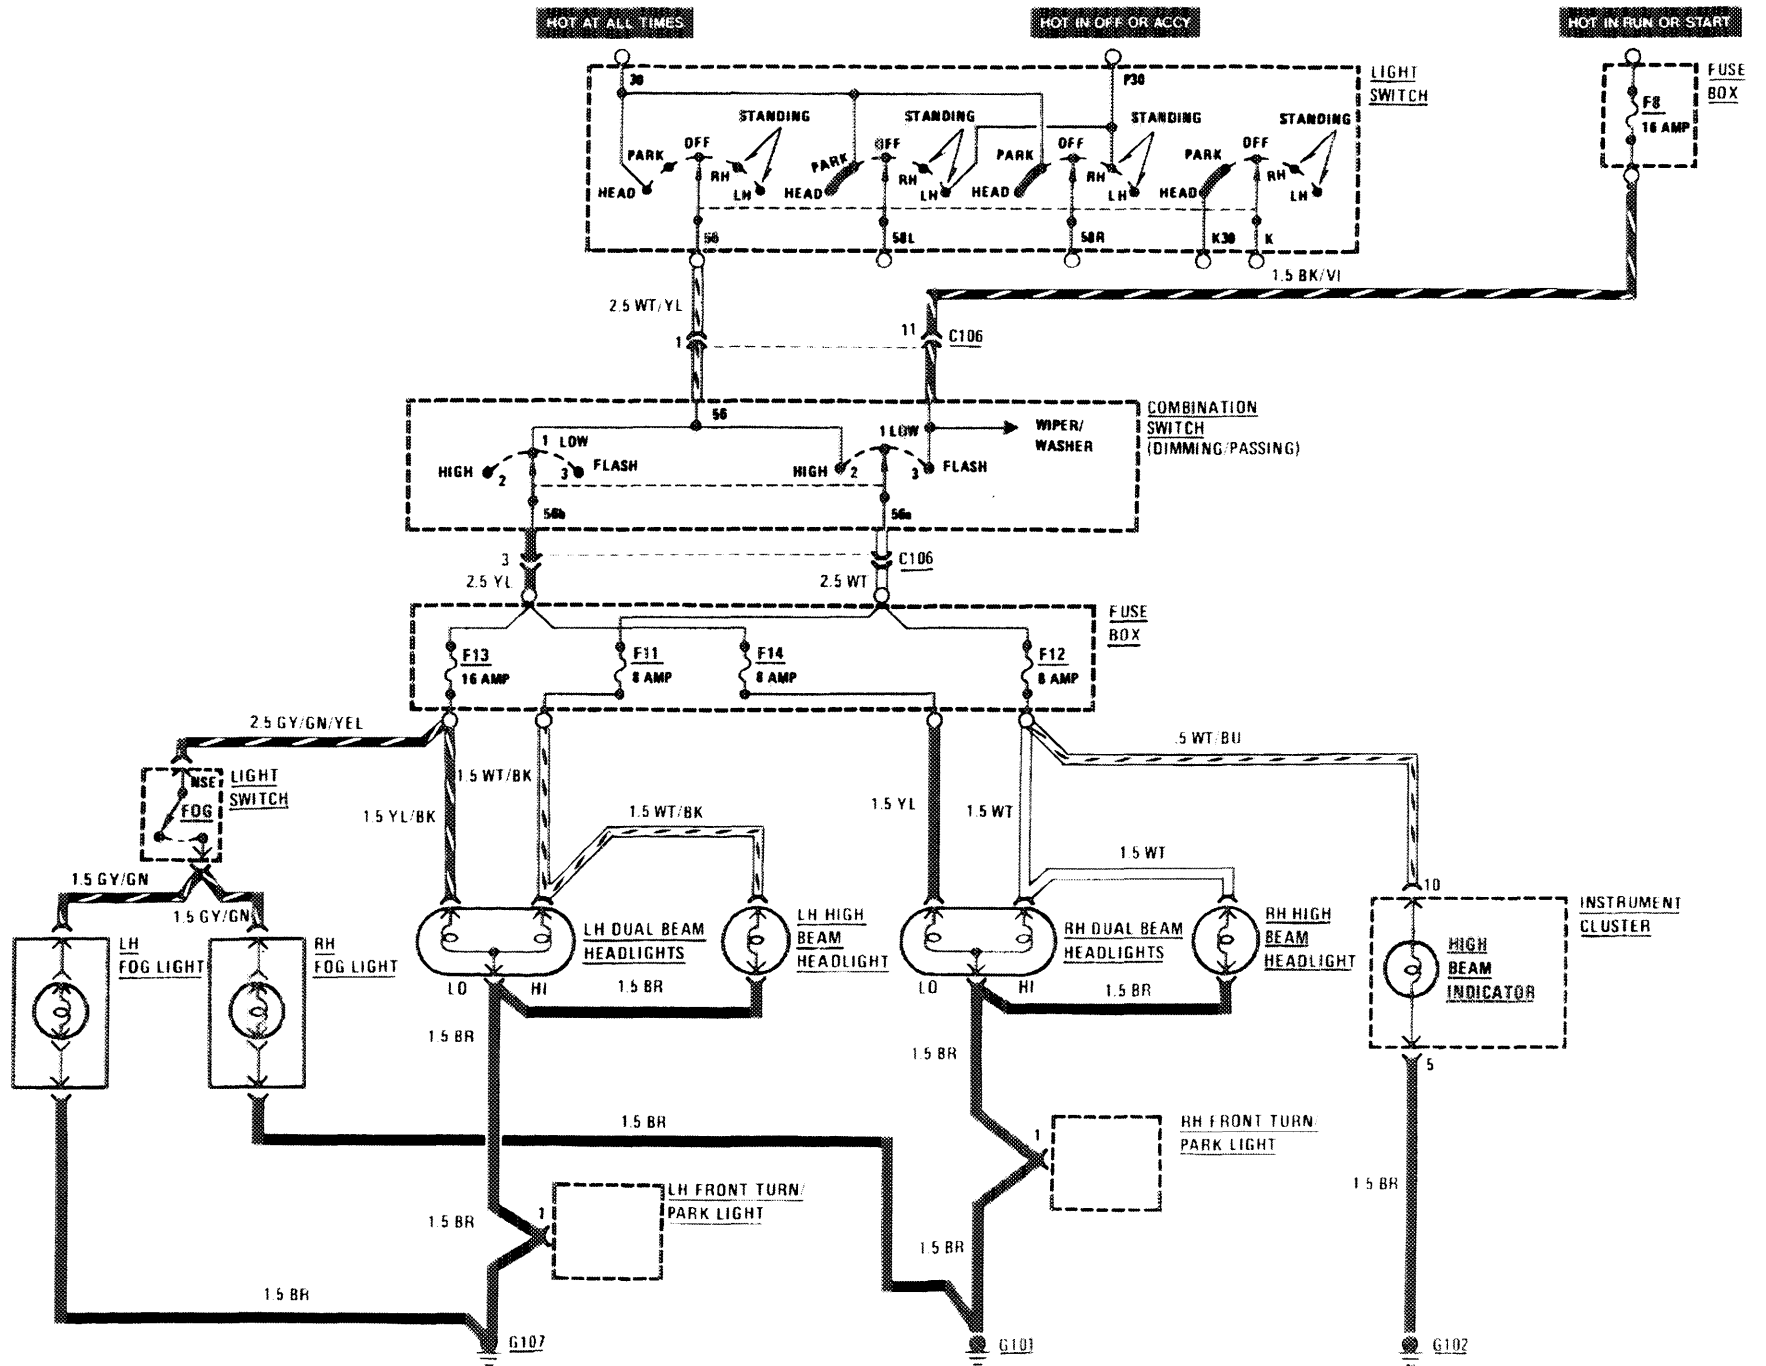 HOT AT ALL TIMES
HOT IN OFF OR ACCY
HOT IN RUN OR START
30
P30
LIGHT
SWITCH
FUSE
BOX
F8
16 AMP
STANDING
STANDING
STANDING
STANDING
OFF
OFF
OFF
OFF
PARK
PARK
PARK
PARK
RH
RH
RH
RH
HEAD
HEAD
HEAD
HEAD
LH
LH
LH
LH
56
58L
58R
K30
K
1.5 BK/VI
2.5 WT/YL
1
11
C106
56
COMBINATION
SWITCH
(DIMMING/PASSING)
WIPER/
WASHER
1 LOW
1 LOW
HIGH
2
3
FLASH
HIGH
2
3
FLASH
56b
56a
3
C106
2.5 YL
2.5 WT
FUSE
BOX
F13
16 AMP
F11
8 AMP
F14
8 AMP
F12
8 AMP
2.5 GY/GN/YEL
.5 WT/BU
NSE
FOG
LIGHT
SWITCH
1.5 WT/BK
1.5 YL/BK
1.5 WT/BK
1.5 YL
1.5 WT
1.5 WT
1.5 GY/GN
1.5 GY/GN
10
INSTRUMENT
CLUSTER
LH
FOG LIGHT
RH
FOG LIGHT
LH DUAL BEAM
HEADLIGHTS
LH HIGH
BEAM
HEADLIGHT
RH DUAL BEAM
HEADLIGHTS
RH HIGH
BEAM
HEADLIGHT
HIGH
BEAM
INDICATOR
LO
HI
1.5 BR
LO
HI
1.5 BR
1.5 BR
1.5 BR
5
1.5 BR
1
RH FRONT TURN/
PARK LIGHT
1.5 BR
LH FRONT TURN/
PARK LIGHT
1
1.5 BR
1.5 BR
1.5 BR
G107
G101
G102